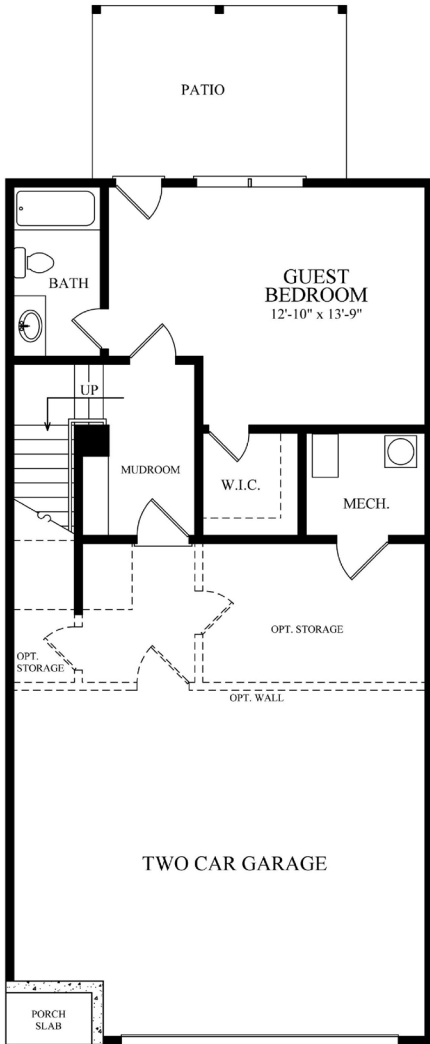 PATIO
BATH
GUEST
BEDROOM
12'-10" x 13'-9"
UP
MUDROOM
W.I.C.
MECH.
OPT.
STORAGE
OPT. STORAGE
OPT. WALL
TWO CAR GARAGE
PORCH
SLAB